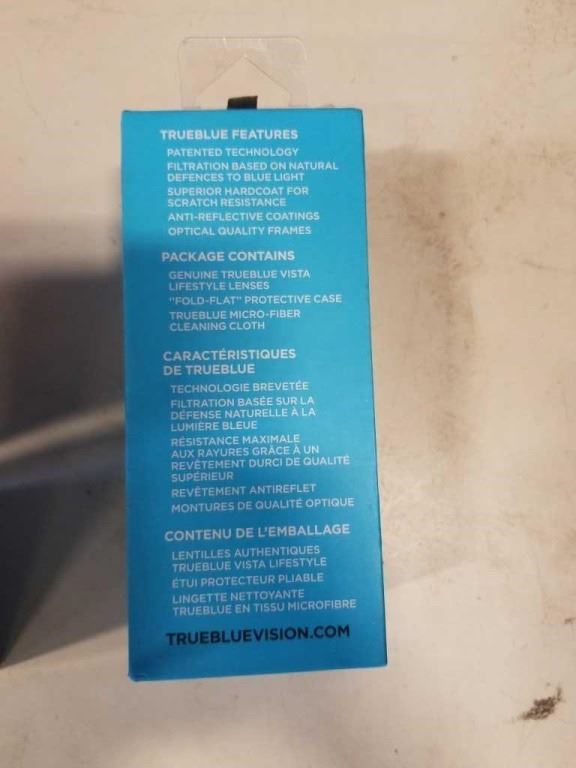 TRUEBLUE FEATURES
PATENTED TECHNOLOGY
FILTRATION BASED ON NATURAL
DEFENCES TO BLUE LIGHT
SUPERIOR HARDCOAT FOR
SCRATCH RESISTANCE
ANTI-REFLECTIVE COATINGS
OPTICAL QUALITY FRAMES
PACKAGE CONTAINS
GENUINE TRUEBLUE VISTA
LIFESTYLE LENSES
"FOLD-FLAT" PROTECTIVE CASE
TRUEBLUE MICRO-FIBER
CLEANING CLOTH
CARACTÉRISTIQUES
DE TRUEBLUE
TECHNOLOGIE BREVETÉE
FILTRATION BASÉE SUR LA
DÉFENSE NATURELLE À LA
LUMIÈRE BLEUE
RÉSISTANCE MAXIMALE
AUX RAYURES GRÂCE À UN
REVÊTEMENT DURCI DE QUALITÉ
SUPÉRIEUR
REVÊTEMENT ANTIREFLET
MONTURES DE QUALITÉ OPTIQUE
CONTENU DE L'EMBALLAGE
LENTILLES AUTHENTIQUES
TRUEBLUE VISTA LIFESTYLE
ÉTUI PROTECTEUR PLIABLE
LINGETTE NETTOYANTE
TRUEBLUE EN TISSU MICROFIBRE
TRUEBLUEVISION.COM